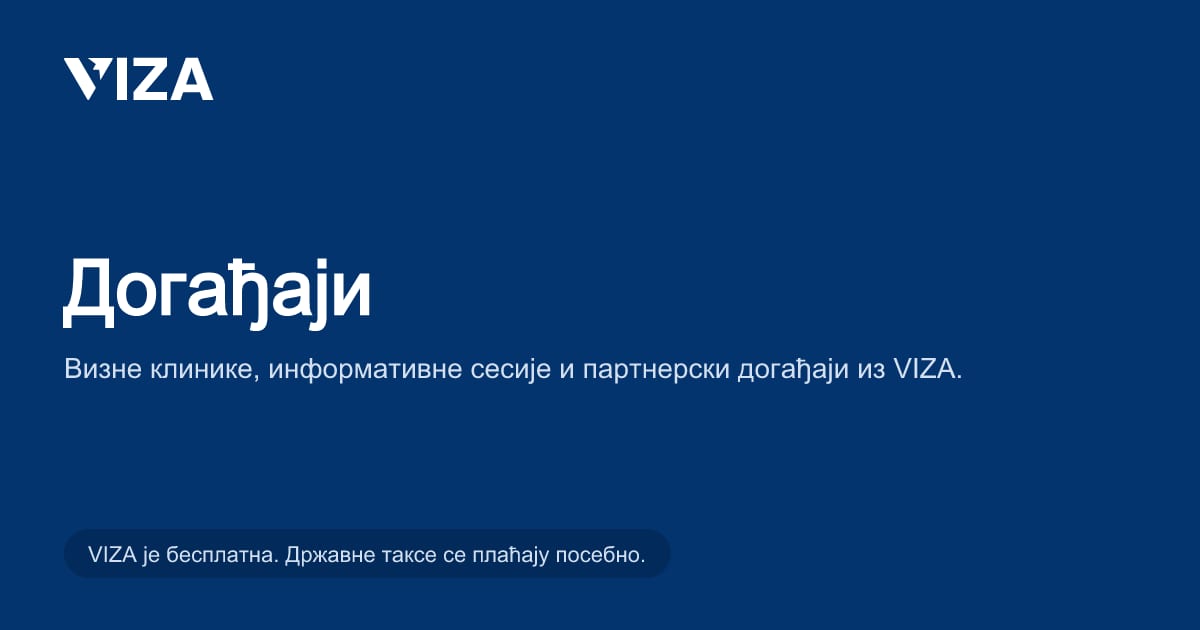 VIZA
Догађаји
Визне клинике, информативне сесије и партнерски догађаји из VIZA.
VIZA је бесплатна. Државне таксе се плаћају посебно.